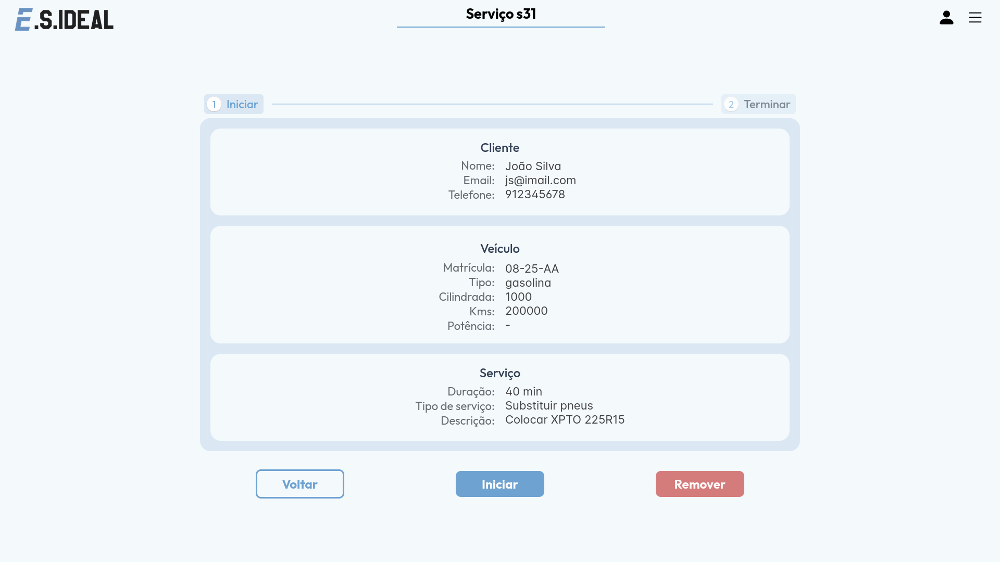 E.S.IDEAL
Serviço s31
1 Iniciar
2 Terminar
Cliente
Nome: João Silva
Email: js@imail.com
Telefone: 912345678
Veículo
Matrícula: 08-25-AA
Tipo: gasolina
Cilindrada: 1000
Kms: 200000
Potência: -
Serviço
Duração: 40 min
Tipo de serviço: Substituir pneus
Descrição: Colocar XPTO 225R15
Voltar
Iniciar
Remover